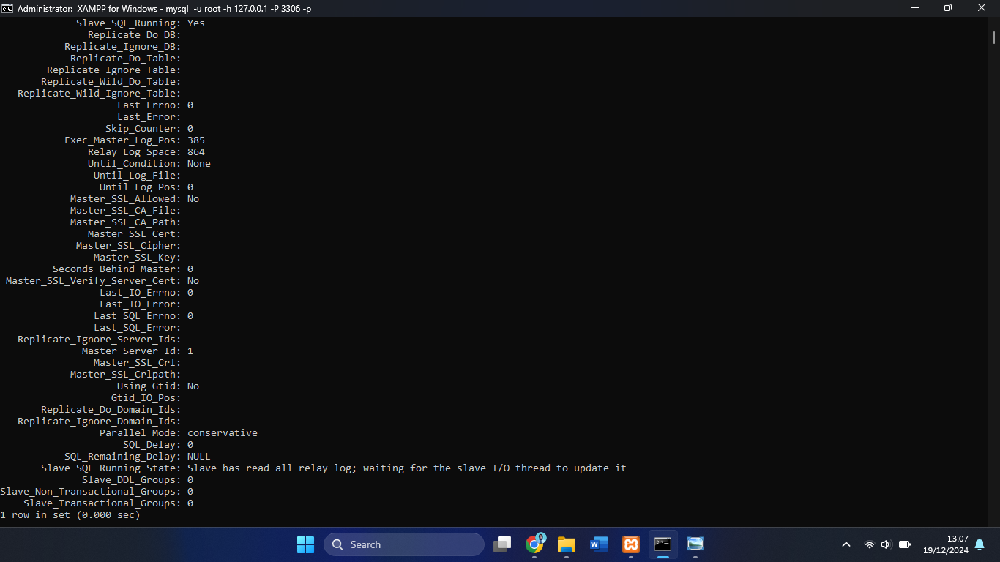 Administrator: XAMPP for Windows - mysql -u root -h 127.0.0.1 -P 3306 -p
Slave_SQL_Running: Yes
Replicate_Do_DB:
Replicate_Ignore_DB:
Replicate_Do_Table:
Replicate_Ignore_Table:
Replicate_Wild_Do_Table:
Replicate_Wild_Ignore_Table:
Last_Errno: 0
Last_Error:
Skip_Counter: 0
Exec_Master_Log_Pos: 385
Relay_Log_Space: 864
Until_Condition: None
Until_Log_File:
Until_Log_Pos: 0
Master_SSL_Allowed: No
Master_SSL_CA_File:
Master_SSL_CA_Path:
Master_SSL_Cert:
Master_SSL_Cipher:
Master_SSL_Key:
Seconds_Behind_Master: 0
Master_SSL_Verify_Server_Cert: No
Last_IO_Errno: 0
Last_IO_Error:
Last_SQL_Errno: 0
Last_SQL_Error:
Replicate_Ignore_Server_Ids:
Master_Server_Id: 1
Master_SSL_Crl:
Master_SSL_Crlpath:
Using_Gtid: No
Gtid_IO_Pos:
Replicate_Do_Domain_Ids:
Replicate_Ignore_Domain_Ids:
Parallel_Mode: conservative
SQL_Delay: 0
SQL_Remaining_Delay: NULL
Slave_SQL_Running_State: Slave has read all relay log; waiting for the slave I/O thread to update it
Slave_DDL_Groups: 0
Slave_Non_Transactional_Groups: 0
Slave_Transactional_Groups: 0
1 row in set (0.000 sec)
Search
13.07
19/12/2024